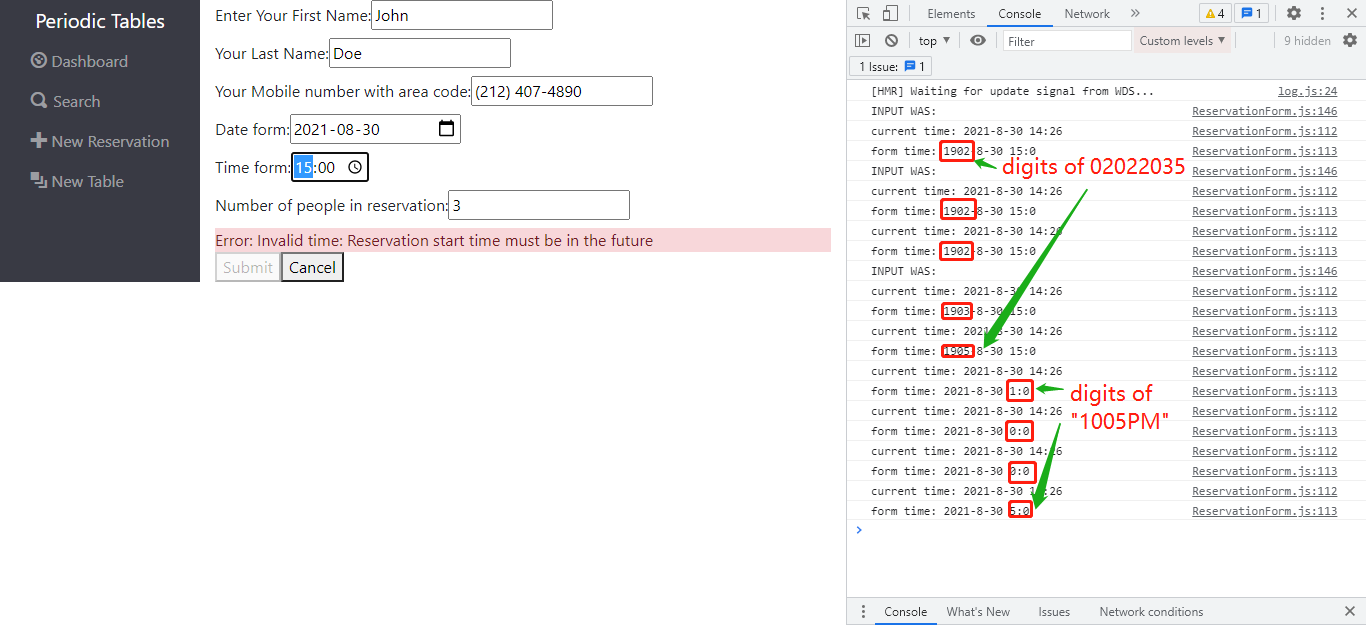 Periodic Tables
Dashboard
Search
New Reservation
New Table
Enter Your First Name: John
Your Last Name: Doe
Your Mobile number with area code: (212) 407-4890
Date form: 2021-08-30
Time form: 15:00
Number of people in reservation: 3
Error: Invalid time: Reservation start time must be in the future
Submit Cancel
Elements Console Network » 4 1
top Filter Custom levels 9 hidden
1 Issue: 1
[HMR] Waiting for update signal from WDS... log.js:24
INPUT WAS: ReservationForm.js:146
current time: 2021-8-30 14:26 ReservationForm.js:112
form time: 1902-8-30 15:0 ReservationForm.js:113
digits of 02022035
INPUT WAS: ReservationForm.js:146
current time: 2021-8-30 14:26 ReservationForm.js:112
form time: 1902-8-30 15:0 ReservationForm.js:113
current time: 2021-8-30 14:26 ReservationForm.js:112
form time: 1902-8-30 15:0 ReservationForm.js:113
INPUT WAS: ReservationForm.js:146
current time: 2021-8-30 14:26 ReservationForm.js:112
form time: 1903-8-30 15:0 ReservationForm.js:113
current time: 2021-8-30 14:26 ReservationForm.js:112
form time: 1905-8-30 15:0 ReservationForm.js:113
current time: 2021-8-30 14:26 ReservationForm.js:112
form time: 2021-8-30 1:0 ReservationForm.js:113
digits of
"1005PM"
current time: 2021-8-30 14:26 ReservationForm.js:112
form time: 2021-8-30 0:0 ReservationForm.js:113
current time: 2021-8-30 14:26 ReservationForm.js:112
form time: 2021-8-30 0:0 ReservationForm.js:113
current time: 2021-8-30 14:26 ReservationForm.js:112
form time: 2021-8-30 5:0 ReservationForm.js:113
Console What's New Issues Network conditions